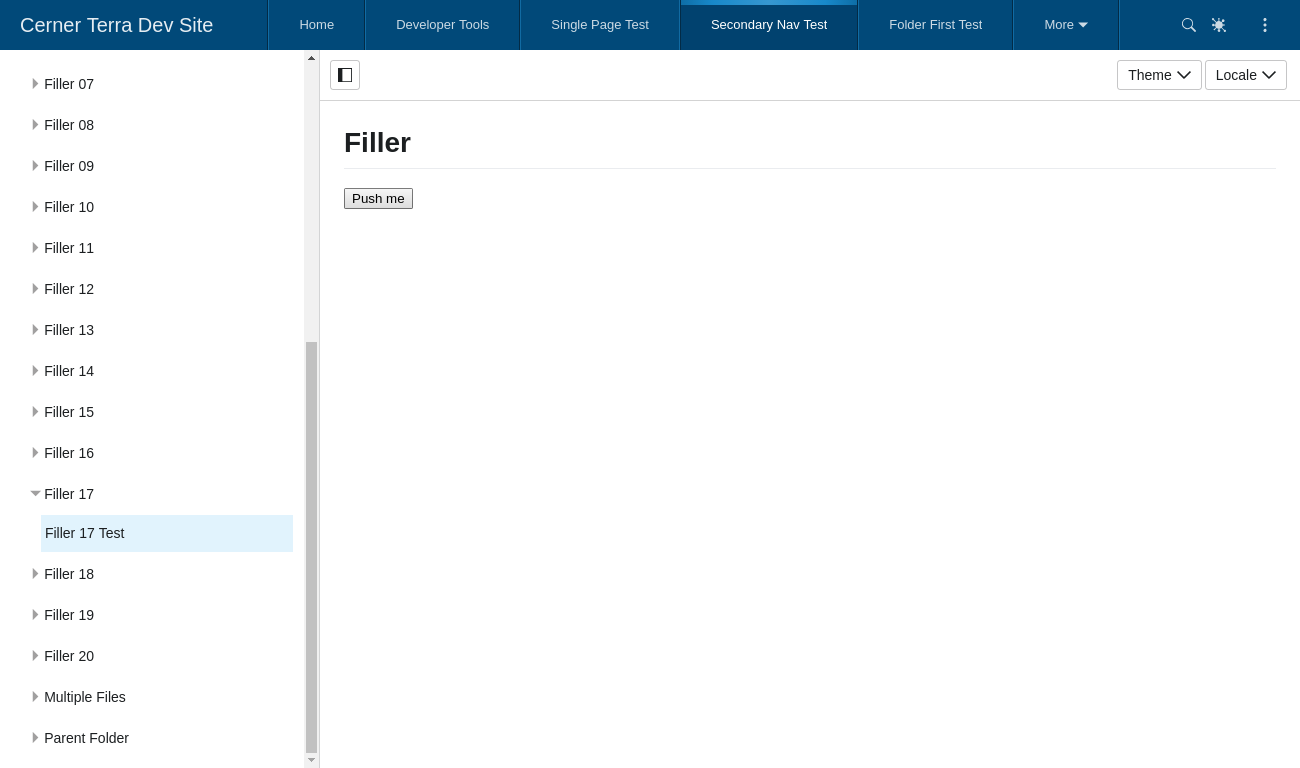 Cerner Terra Dev Site
Home
Developer Tools
Single Page Test
Secondary Nav Test
Folder First Test
More
Filler 07
Filler 08
Filler 09
Filler 10
Filler 11
Filler 12
Filler 13
Filler 14
Filler 15
Filler 16
Filler 17
Filler 17 Test
Filler 18
Filler 19
Filler 20
Multiple Files
Parent Folder
Theme
Locale
Filler
Push me